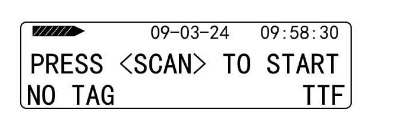 09-03-24 09:58:30
PRESS <SCAN> TO START
NO TAG TTF